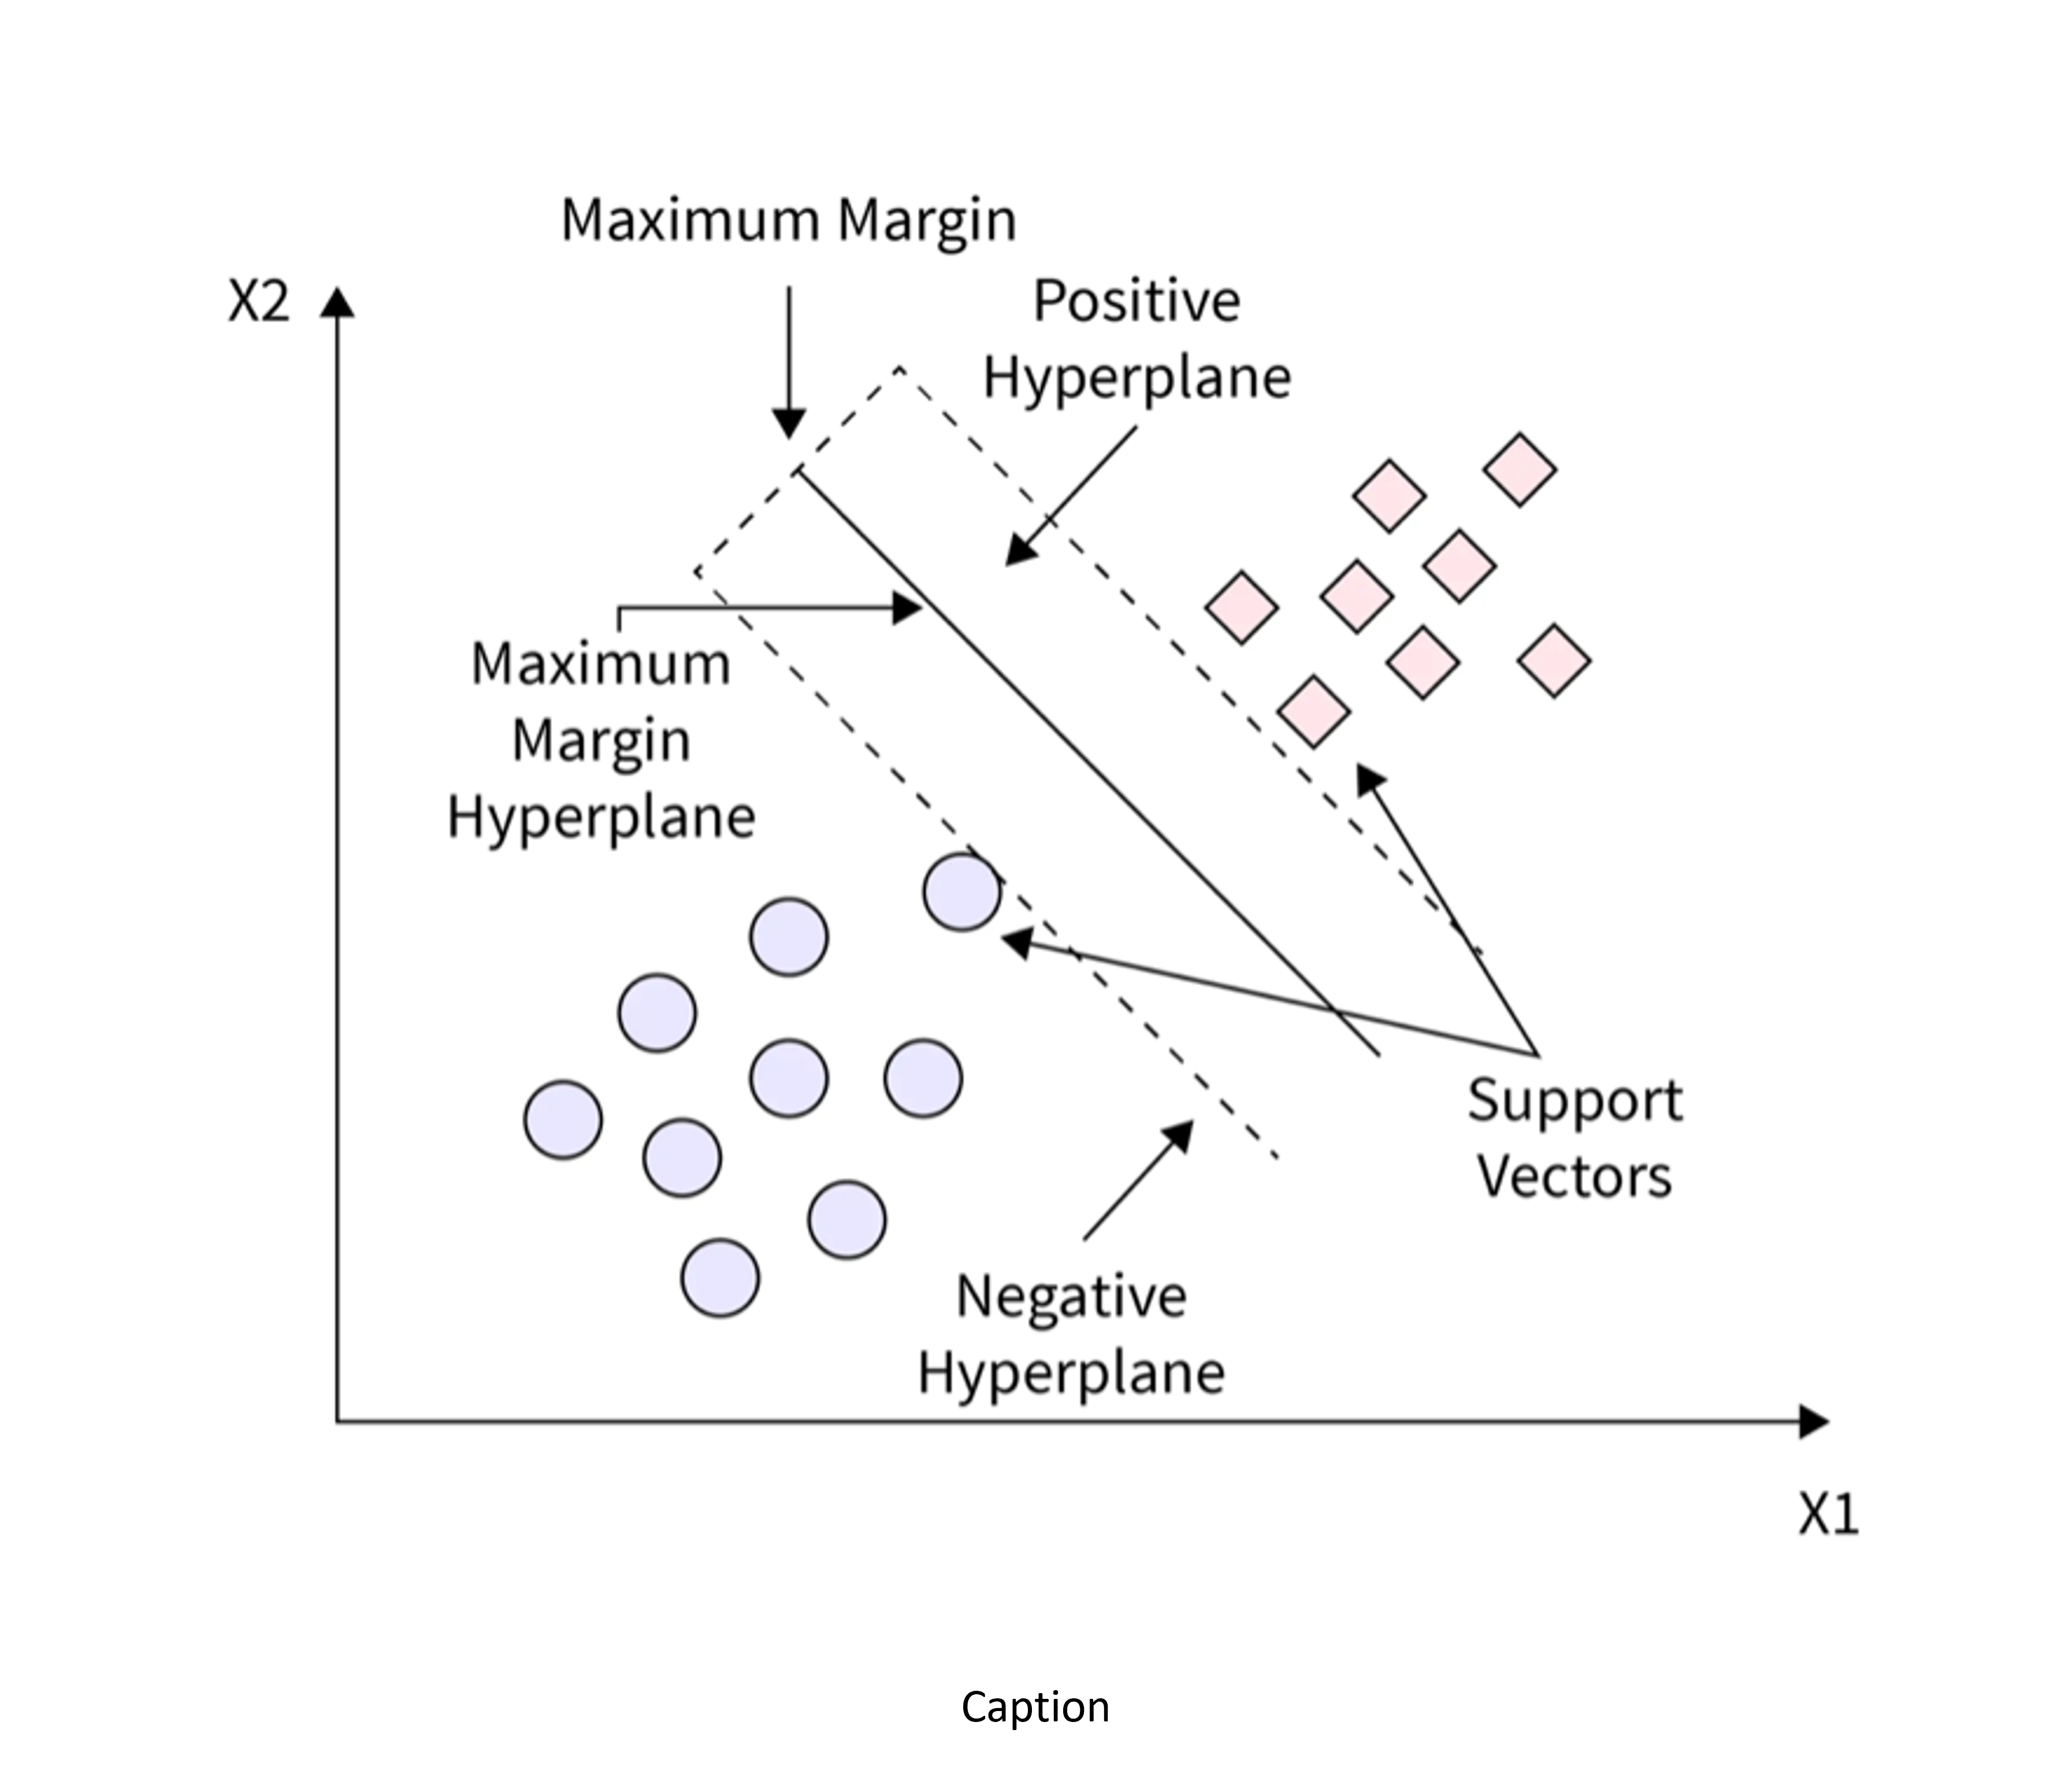 Maximum Margin
X2
Positive
Hyperplane
Maximum
Margin
Hyperplane
Support
Vectors
Negative
Hyperplane
X1
Caption